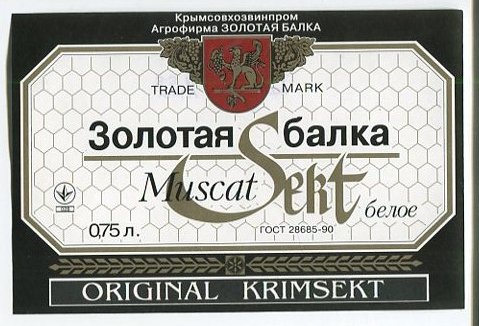 Крымсовхозвинпром
Агрофирма ЗОЛОТАЯ БАЛКА
TRADE MARK
Золотая балка
Muscat Sekt белое
0,75 л.
ГОСТ 28685-90
ORIGINAL KRIMSEKT